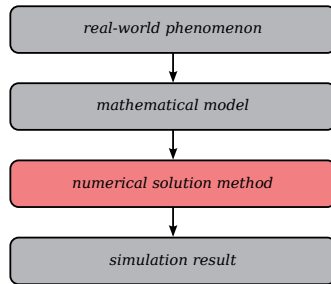 real-world phenomenon
mathematical model
numerical solution method
simulation result